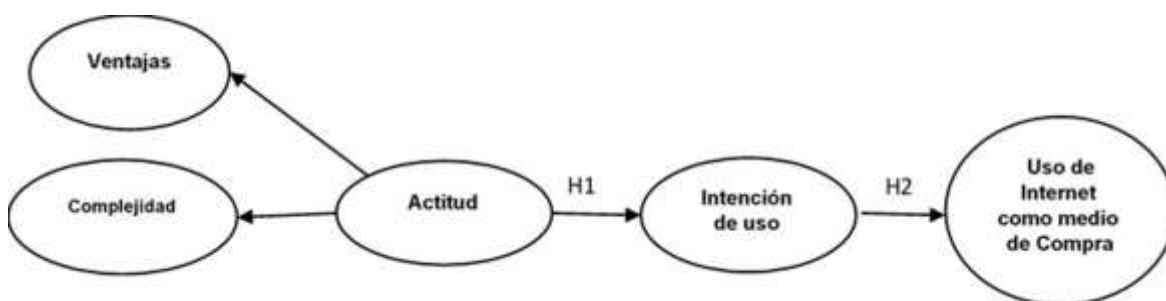 Ventajas
Complejidad
Actitud
H1
Intención
de uso
H2
Uso de
Internet
como medio
de Compra